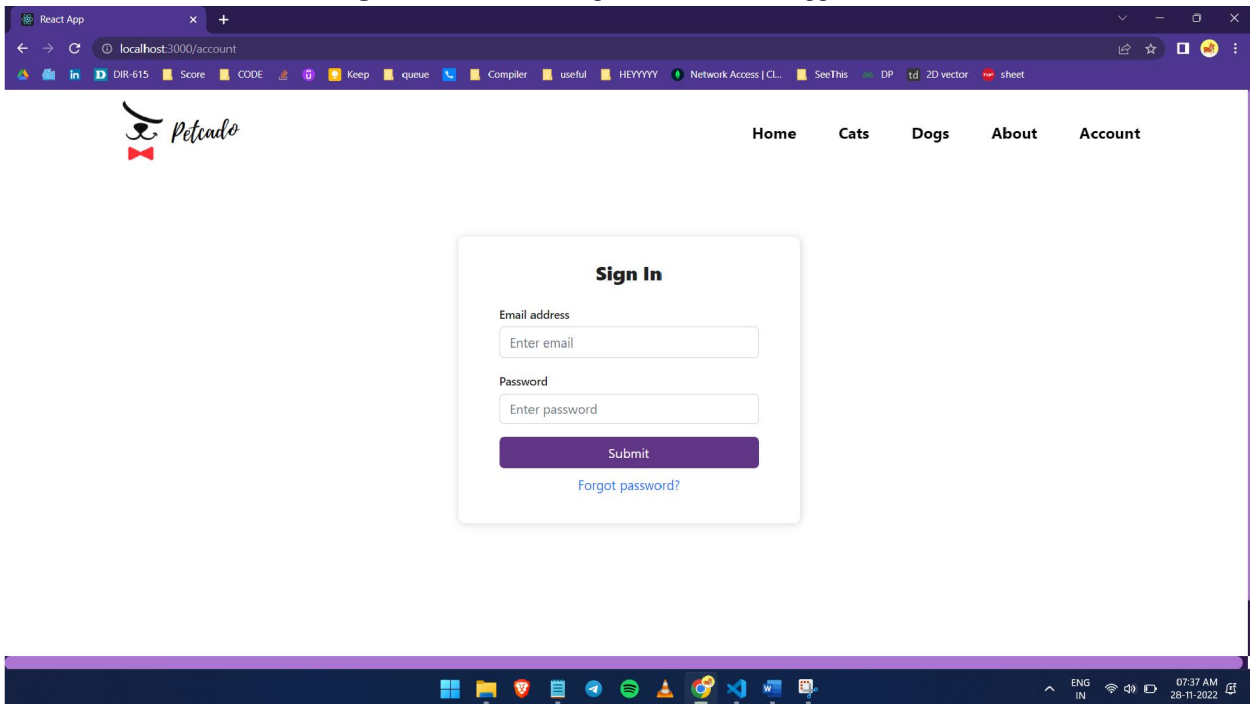 React App
localhost:3000/account
in D DIR-615 Score CODE Keep queue Compiler useful HEYYYYY Network Access | Cl... SeeThis DP td 2D vector sheet
Petcado
Home Cats Dogs About Account
Sign In
Email address
Enter email
Password
Enter password
Submit
Forgot password?
ENG 07:37 AM
IN 28-11-2022